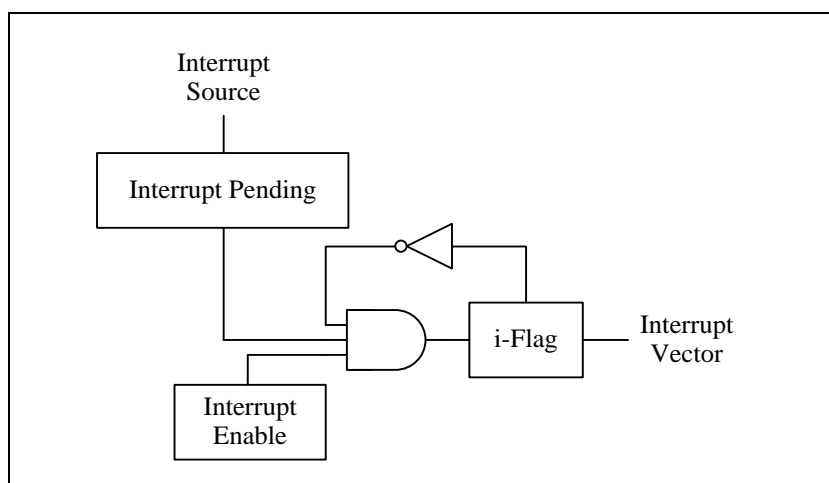 Interrupt
Source
Interrupt Pending
i-Flag
Interrupt
Vector
Interrupt
Enable